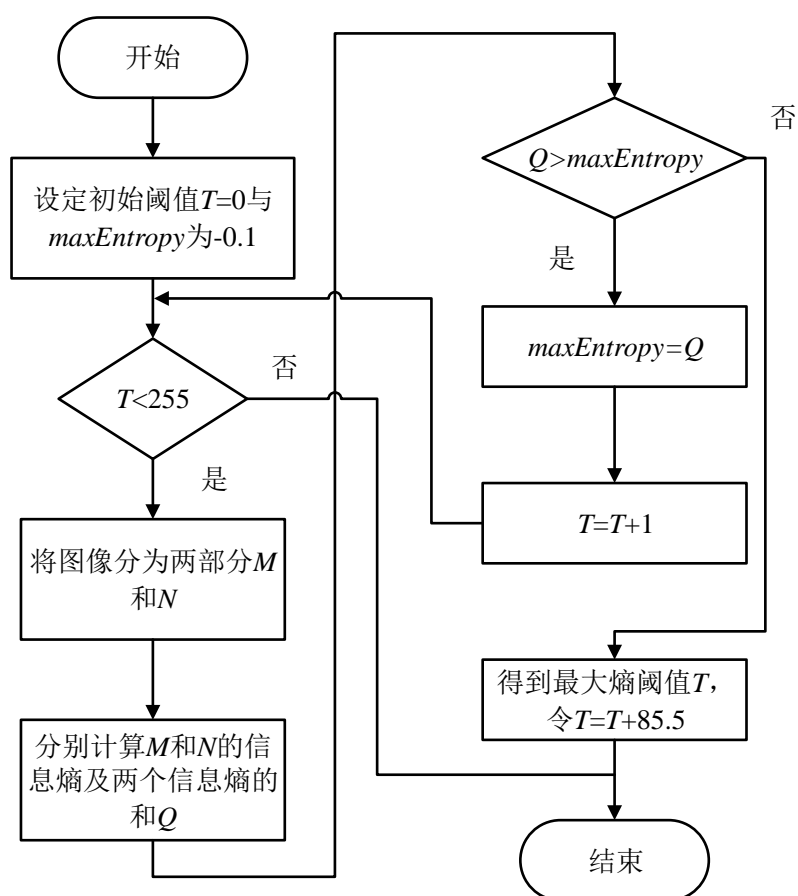 开始
设定初始阈值T=0与
maxEntropy为-0.1
T<255
否
是
将图像分为两部分M
和N
分别计算M和N的信
息熵及两个信息熵的
和Q
Q>maxEntropy
否
是
maxEntropy=Q
T=T+1
得到最大熵阈值T，
令T=T+85.5
结束